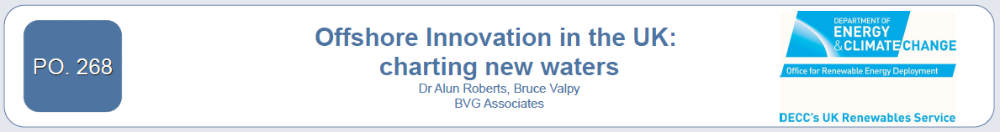 PO. 268
Offshore Innovation in the UK:
charting new waters
Dr Alun Roberts, Bruce Valpy
BVG Associates
DEPARTMENT OF
ENERGY
& CLIMATE CHANGE
Office for Renewable Energy Deployment
DECC's UK Renewables Service